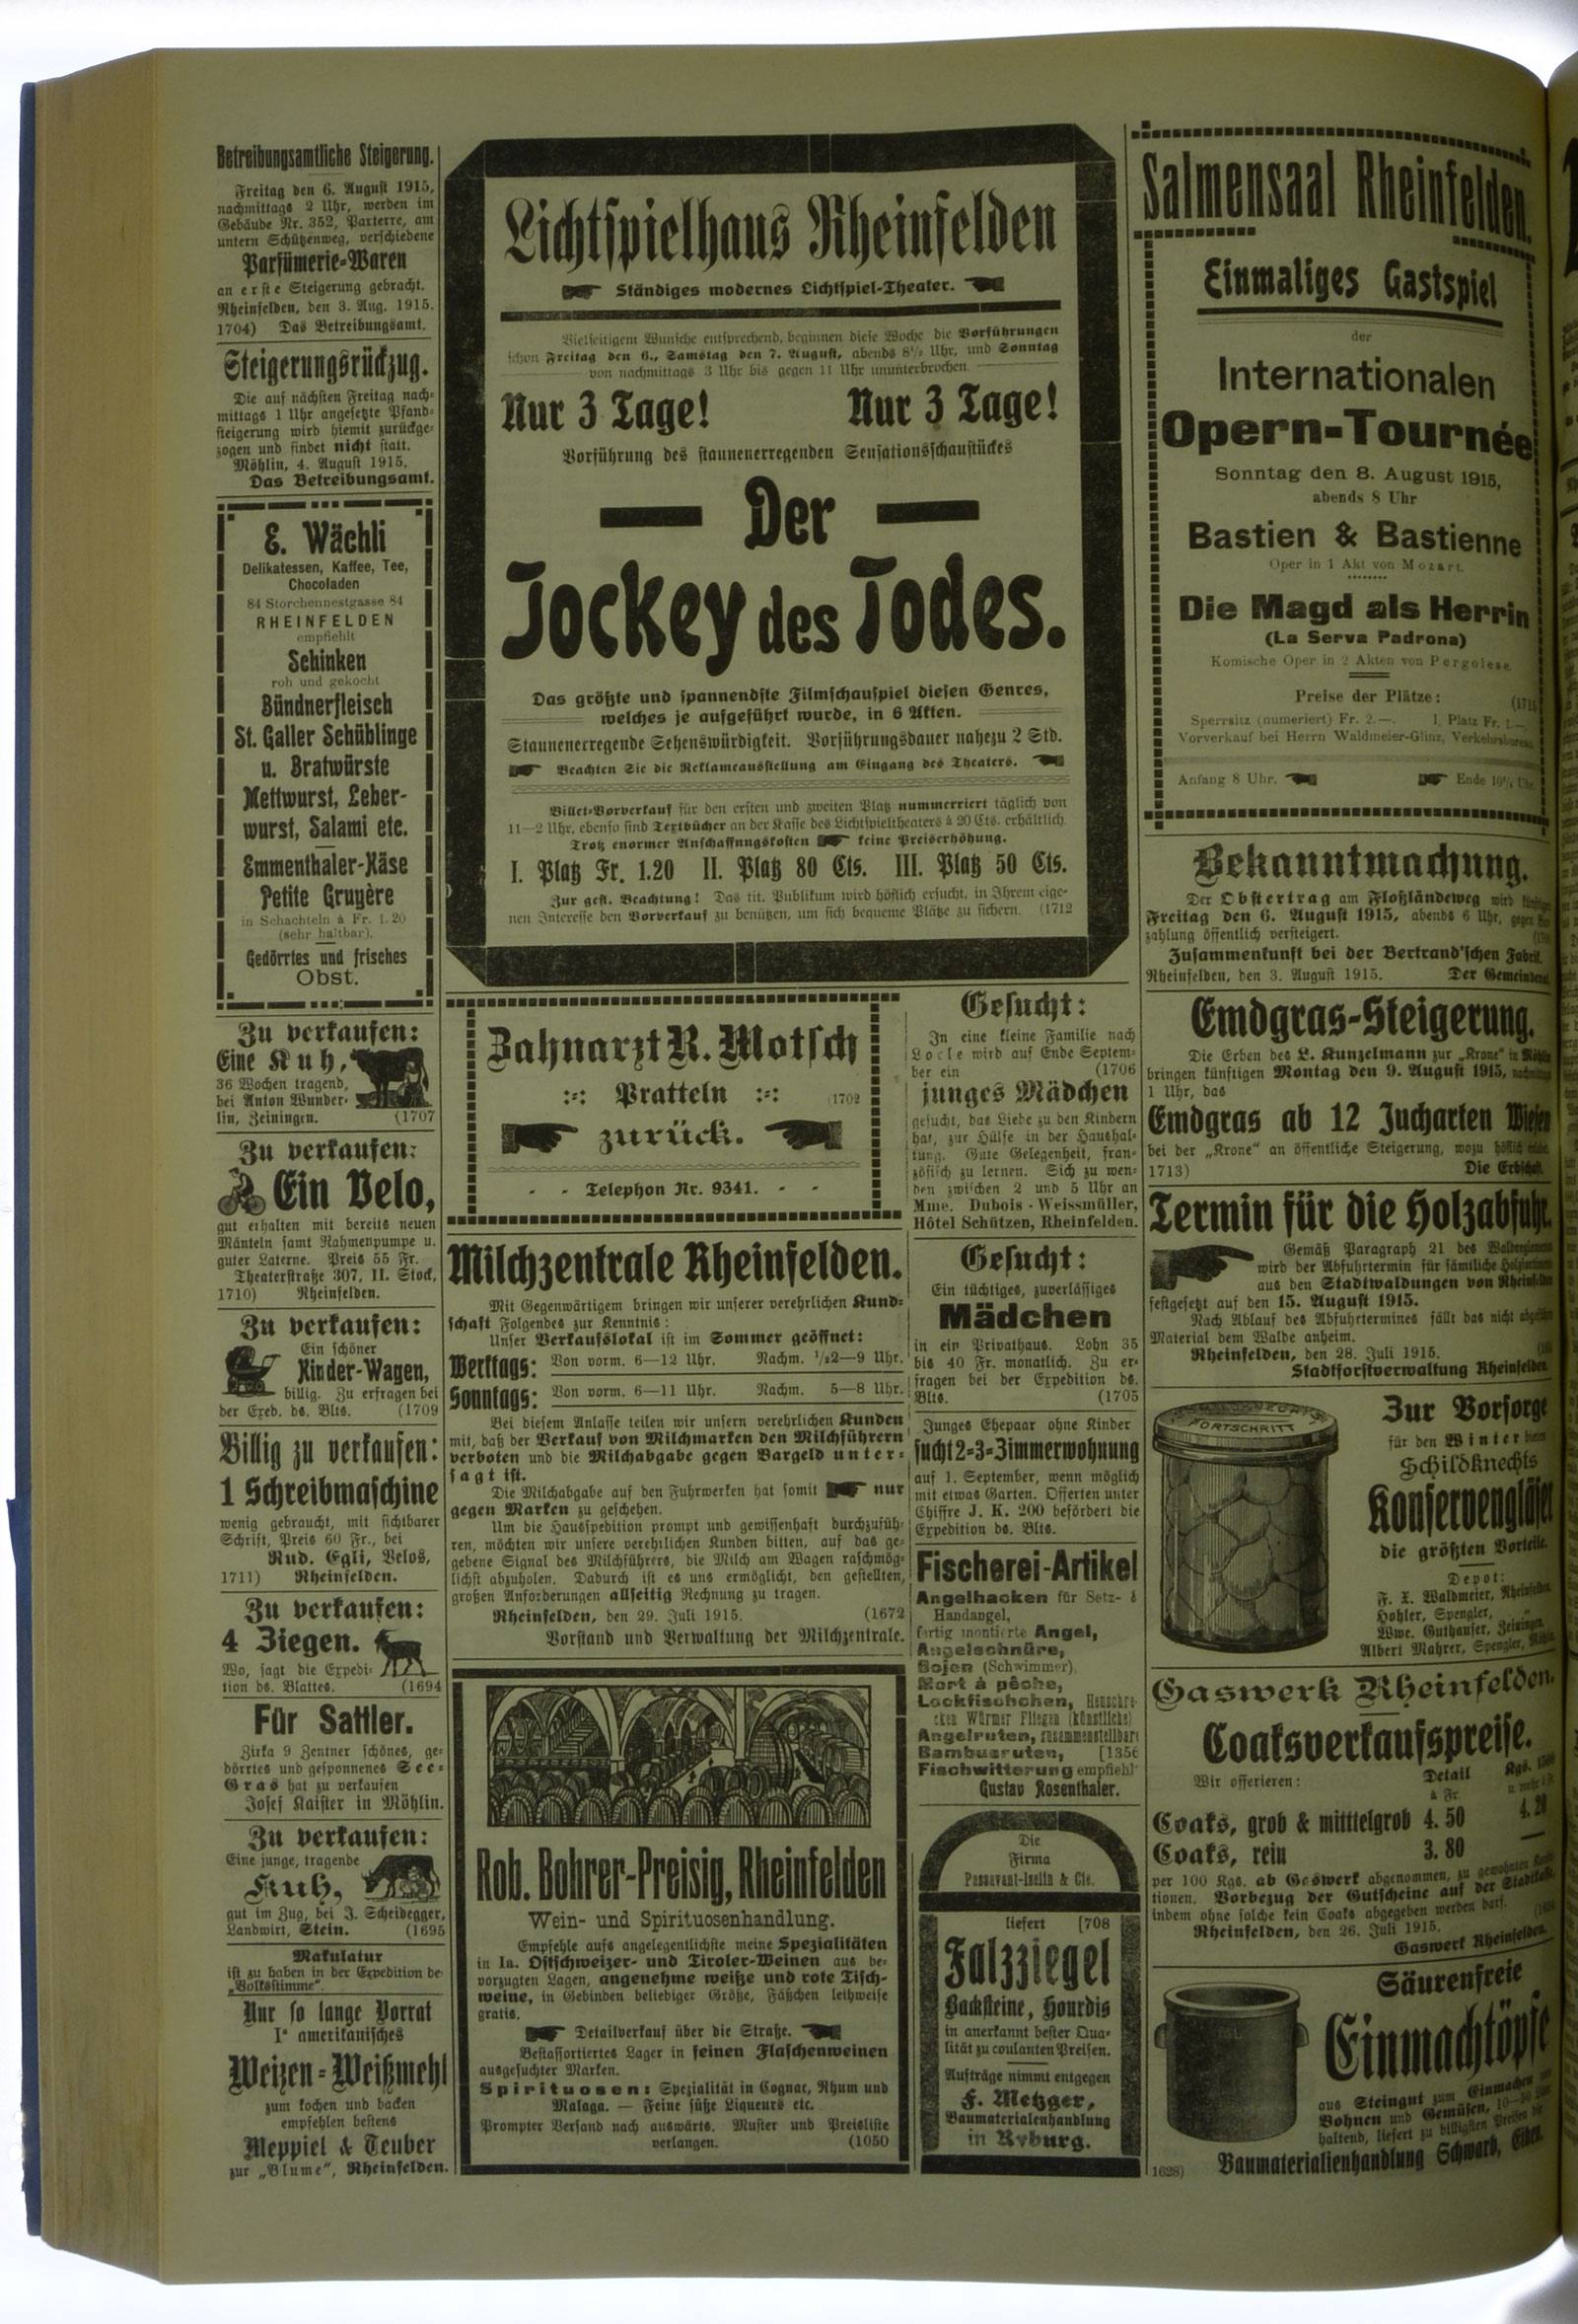 Betreibungsamtliche Steigerung.
Freitag den 6. August 1915,
nachmittags 2 Uhr, werden im
Gebäude Nr. 352, Parterre, am
untern Schützenweg, verschiedene
Parfümerie-Waren
an erste Steigerung gebracht.
Rheinfelden, den 3. Aug. 1915.
1704) Das Betreibungsamt.
Steigerungsrückzug.
Die auf nächsten Freitag nach-
mittags 1 Uhr angesetzte Pfand-
steigerung wird hiemit zurückge-
zogen und findet nicht statt.
Möhlin, 4. August 1915.
Das Betreibungsamt.
E. Wächli
Delikatessen, Kaffee, Tee,
Chocoladen
84 Storchennestgasse 84
RHEINFELDEN
empfiehlt
Schinken
roh und gekocht
Bündnerfleisch
St. Galler Schüblinge
u. Bratwürste
Mettwurst, Leber-
wurst, Salami etc.
Emmenthaler-Käse
Petite Gruyère
in Schachteln à Fr. 1.20
(sehr haltbar).
Gedörrtes und frisches
Obst.
Zu verkaufen:
Eine Kuh,
36 Wochen tragend,
bei Anton Wunder-
lin, Zeiningen. (1707
Zu verkaufen:
Ein Velo,
gut erhalten mit bereits neuen
Mänteln samt Rahmenpumpe u.
guter Laterne. Preis 55 Fr.
Theaterstraße 307, II. Stock,
1710) Rheinfelden.
Zu verkaufen:
Ein schöner
Kinder-Wagen,
billig. Zu erfragen bei
der Exed. ds. Blts. (1709
Billig zu verkaufen:
1 Schreibmaschine
wenig gebraucht, mit sichtbarer
Schrift, Preis 60 Fr., bei
Rud. Egli, Velos,
1711) Rheinfelden.
Zu verkaufen:
4 Ziegen.
Wo, sagt die Expedi-
tion ds. Blattes. (1694
Für Sattler.
Zirka 9 Zentner schönes, ge-
dörrtes und gesponnenes See-
Gras hat zu verkaufen
Josef Kaister in Möhlin.
Zu verkaufen:
Eine junge, tragende
Kuh,
gut im Zug, bei J. Scheidegger,
Landwirt, Stein. (1695
Makulatur
ist zu haben in der Expedition de
„Volksstimme“.
Nur so lange Vorrat
Iª amerikanisches
Weizen-Weißmehl
zum kochen und backen
empfehlen bestens
Meppiel & Teuber
zur „Blume“, Rheinfelden.
Lichtspielhaus Rheinfelden
Ständiges modernes Lichtspiel-Theater.
Vielseitigem Wunsche entsprechend, beginnen diese Woche die Vorführungen
schon Freitag den 6., Samstag den 7. August, abends 8½ Uhr, und Sonntag
von nachmittags 3 Uhr bis gegen 11 Uhr ununterbrochen.
Nur 3 Tage! Nur 3 Tage!
Vorführung des staunenerregenden Sensationsschaustückes
Der
Jockey des Todes.
Das größte und spannendste Filmschauspiel diesen Genres,
welches je aufgeführt wurde, in 6 Akten.
Staunenerregende Sehenswürdigkeit. Vorführungsdauer nahezu 2 Std.
Beachten Sie die Reklameausstellung am Eingang des Theaters.
Billet-Vorverkauf für den ersten und zweiten Platz nummerriert täglich von
11—2 Uhr, ebenso sind Textbücher an der Kasse des Lichtspieltheaters à 20 Cts. erhältlich.
Trotz enormer Anschaffungskosten keine Preiserhöhung.
I. Platz Fr. 1.20 II. Platz 80 Cts. III. Platz 50 Cts.
Zur gefl. Beachtung! Das tit. Publikum wird höflich ersucht, in Ihrem eige-
nen Interesse den Vorverkauf zu benützen, um sich bequeme Plätze zu sichern. (1712
Zahnarzt R. Motsch
:-: Pratteln :-: (1702
zurück.
- - Telephon Nr. 9341. - -
Milchzentrale Rheinfelden.
Mit Gegenwärtigem bringen wir unserer verehrlichen Kund-
schaft Folgendes zur Kenntnis:
Unser Verkaufslokal ist im Sommer geöffnet:
Werktags: Von vorm. 6—12 Uhr. Nachm. ½2—9 Uhr.
Sonntags: Von vorm. 6—11 Uhr. Nachm. 5—8 Uhr.
Bei diesem Anlasse teilen wir unsern verehrlichen Kunden
mit, daß der Verkauf von Milchmarken den Milchführern
verboten und die Milchabgabe gegen Bargeld unter-
sagt ist.
Die Milchabgabe auf den Fuhrwerken hat somit nur
gegen Marken zu geschehen.
Um die Hausspedition prompt und gewissenhaft durchzufüh-
ren, möchten wir unsere verehrlichen Kunden bitten, auf das ge-
gebene Signal des Milchführers, die Milch am Wagen raschmög-
lichst abzuholen. Dadurch ist es uns ermöglicht, den gestellten,
großen Anforderungen allseitig Rechnung zu tragen.
Rheinfelden, den 29. Juli 1915. (1672
Vorstand und Verwaltung der Milchzentrale.
Rob. Bohrer-Preisig, Rheinfelden
Wein- und Spirituosenhandlung.
Empfehle aufs angelegentlichste meine Spezialitäten
in Ia. Ostschweizer- und Tiroler-Weinen aus be-
vorzugten Lagen, angenehme weiße und rote Tisch-
weine, in Gebinden beliebiger Größe, Fäßchen leihweise
gratis.
Detailverkauf über die Straße.
Bestassortiertes Lager in feinen Flaschenweinen
ausgesuchter Marken.
Spirituosen: Spezialität in Cognac, Rhum und
Malaga. — Feine süße Liqueurs etc.
Prompter Versand nach auswärts. Muster und Preisliste
verlangen. (1050
Gesucht:
In eine kleine Familie nach
Locle wird auf Ende Septem-
ber ein (1706
junges Mädchen
gesucht, das Liebe zu den Kindern
hat, zur Hülfe in der Haushal-
tung. Gute Gelegenheit, fran-
zösisch zu lernen. Sich zu wen-
den zwischen 2 und 5 Uhr an
Mme. Dubois-Weissmüller,
Hôtel Schützen, Rheinfelden.
Gesucht:
Ein tüchtiges, zuverlässiges
Mädchen
in ein Privathaus. Lohn 35
bis 40 Fr. monatlich. Zu er-
fragen bei der Expedition ds.
Blts. (1705
Junges Ehepaar ohne Kinder
sucht 2-3-Zimmerwohnung
auf 1. September, wenn möglich
mit etwas Garten. Offerten unter
Chiffre J. K. 200 befördert die
Expedition ds. Blts.
Fischerei-Artikel
Angelhacken für Setz- &
Handangel,
fertig montierte Angel,
Angelschnüre,
Bojen (Schwimmer),
Mort à pêche,
Lockfischchen, Heuschre-
cken Würmer Fliegen (künstliche)
Angelruten, zusammenstellbare
Bambusruten, [1356
Fischwitterung empfiehl'
Gustav Rosenthaler.
Die
Firma
Passavant-Iselin & Cie.
liefert [708
Falzziegel
Backsteine, Hourdis
in anerkannt bester Qua-
lität zu coulanten Preisen.
Aufträge nimmt entgegen
F. Metzger,
Baumaterialenhandlung
in Ryburg.
Salmensaal Rheinfelden.
Einmaliges Gastspiel
der
Internationalen
Opern-Tournée
Sonntag den 8. August 1915,
abends 8 Uhr
Bastien & Bastienne
Oper in 1 Akt von Mozart.
Die Magd als Herrin
(La Serva Padrona)
Komische Oper in 2 Akten von Pergolese.
Preise der Plätze: (1715
Sperrsitz (numeriert) Fr. 2.—. I. Platz Fr. 1.—.
Vorverkauf bei Herrn Waldmeier-Glinz, Verkehrsbureau.
Anfang 8 Uhr. Ende 10¼ Uhr.
Bekanntmachung.
Der Obstertrag am Floßländeweg wird künftigen
Freitag den 6. August 1915, abends 6 Uhr, gegen Bar-
zahlung öffentlich versteigert.
Zusammenkunft bei der Bertrand'schen Fabrik.
Rheinfelden, den 3. August 1915. Der Gemeinderat.
Emdgras-Steigerung.
Die Erben des L. Kunzelmann zur „Krone“ in Möhlin
bringen künftigen Montag den 9. August 1915, nachmittags
1 Uhr, das
Emdgras ab 12 Jucharten Wiesen
bei der „Krone“ an öffentliche Steigerung, wozu höflich
1713) Die Erbschaft.
Termin für die Holzabfuhr.
Gemäß Paragraph 21 des
wird der Abfuhrtermin für sämtliche Holzsortimente
aus den Stadtwaldungen von Rheinfelden
festgesetzt auf den 15. August 1915.
Nach Ablauf des Abfuhrtermines fällt das nicht abgeführte
Material dem Walde anheim.
Rheinfelden, den 28. Juli 1915.
Stadtforstverwaltung Rheinfelden.
FORTSCHRITT
Zur Vorsorge
für den Winter bieten
Schildknechts
Konservengläser
die größten Vorteile.
Depot:
F. X. Waldmeier, Rheinfelden,
Hohler, Spengler,
Wwe. Guthauser, Zeiningen.
Albert Mahrer, Spengler, Möhlin.
Gaswerk Rheinfelden.
Coaksverkaufspreise.
Wir offerieren: Detail Kgs. 1500
à Fr. u. mehr à Fr.
Coaks, grob & mitttelgrob 4.50 4.20
Coaks, rein 3.80 —
per 100 Kgs. ab Gaswerk abgenommen, zu gewohnten Kondi-
tionen. Vorbezug der Gutscheine auf der Stadtkasse,
indem ohne solche kein Coaks abgegeben werden darf.
Rheinfelden, den 26. Juli 1915.
Gaswerk Rheinfelden.
Säurenfreie
Einmachtöpfe
aus Steingut zum Einmachen von
Bohnen und Gemüsen, 10—50 Liter
haltend, liefert zu billigsten Preisen die
1628) Baumaterialienhandlung Schwarb, Eiken.